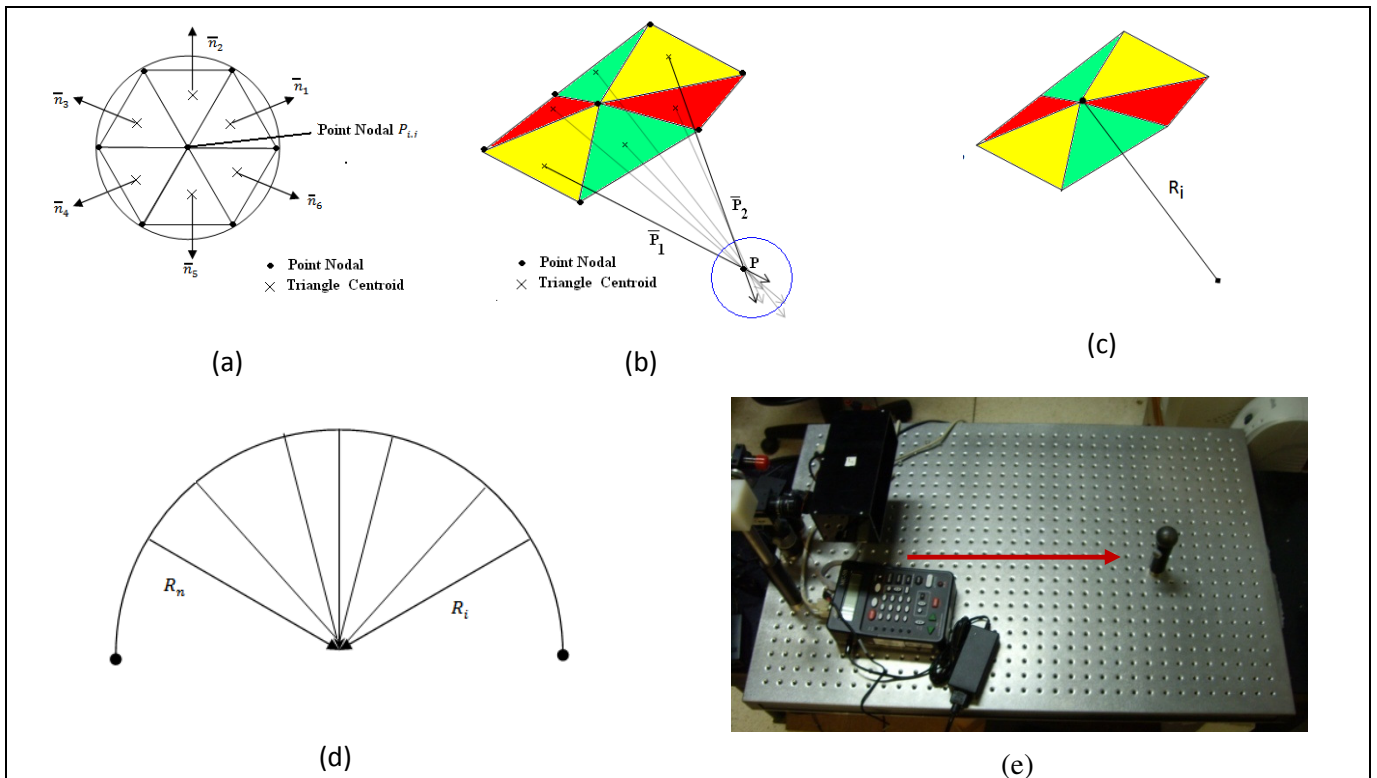 n̅₂
n̅₃
n̅₁
Point Nodal Pᵢ,ᵢ
n̅₄
n̅₆
n̅₅
● Point Nodal
× Triangle Centroid
(a)
P̅₂
P̅₁
P
● Point Nodal
× Triangle Centroid
(b)
Rᵢ
(c)
Rₙ
Rᵢ
(d)
(e)